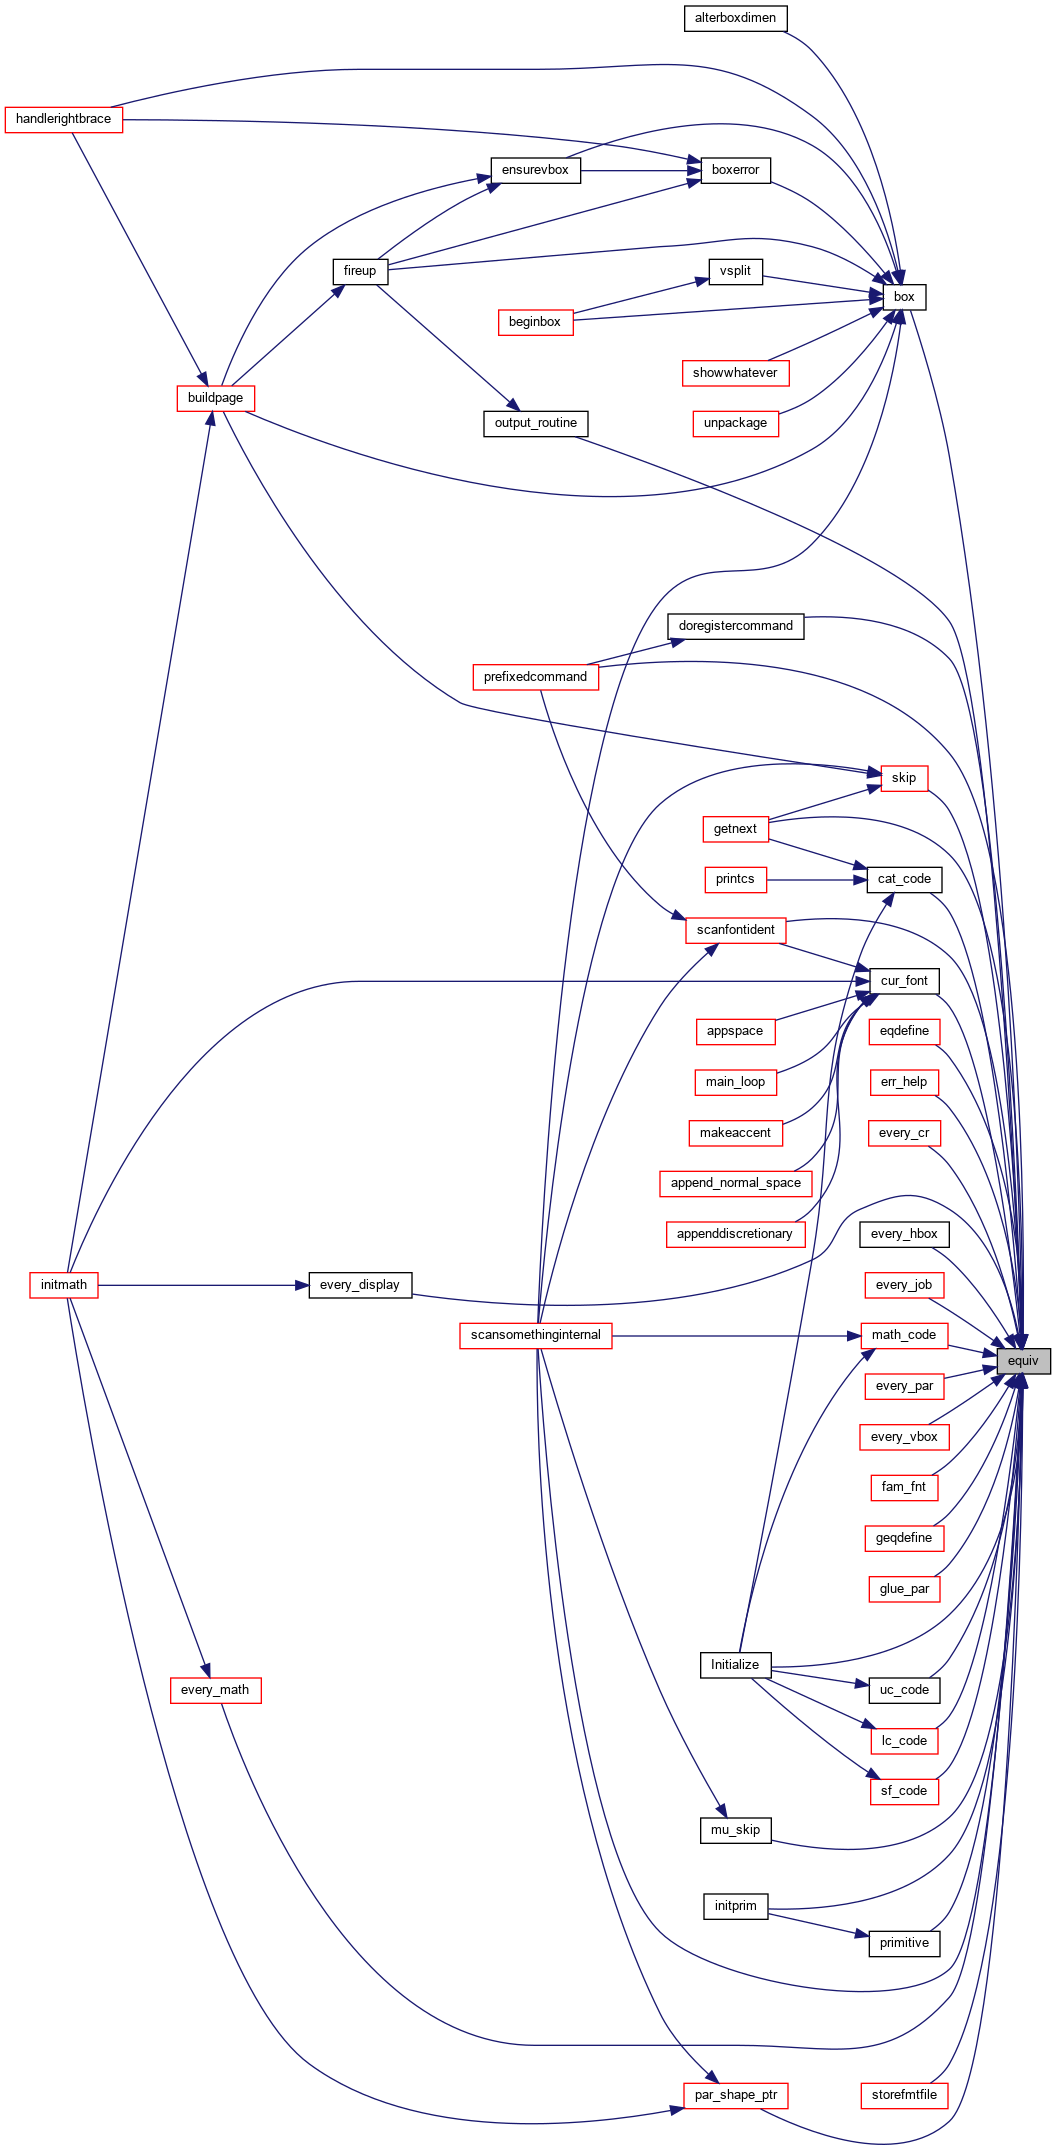 alterboxdimen
handlerightbrace
ensurevbox
boxerror
fireup
vsplit
box
beginbox
showwhatever
buildpage
output_routine
unpackage
doregistercommand
prefixedcommand
skip
getnext
printcs
cat_code
scanfontident
cur_font
appspace
eqdefine
main_loop
err_help
makeaccent
every_cr
append_normal_space
appenddiscretionary
every_hbox
initmath
every_display
every_job
scansomethinginternal
math_code
equiv
every_par
every_vbox
fam_fnt
geqdefine
glue_par
Initialize
every_math
uc_code
lc_code
sf_code
mu_skip
initprim
primitive
par_shape_ptr
storefmtfile